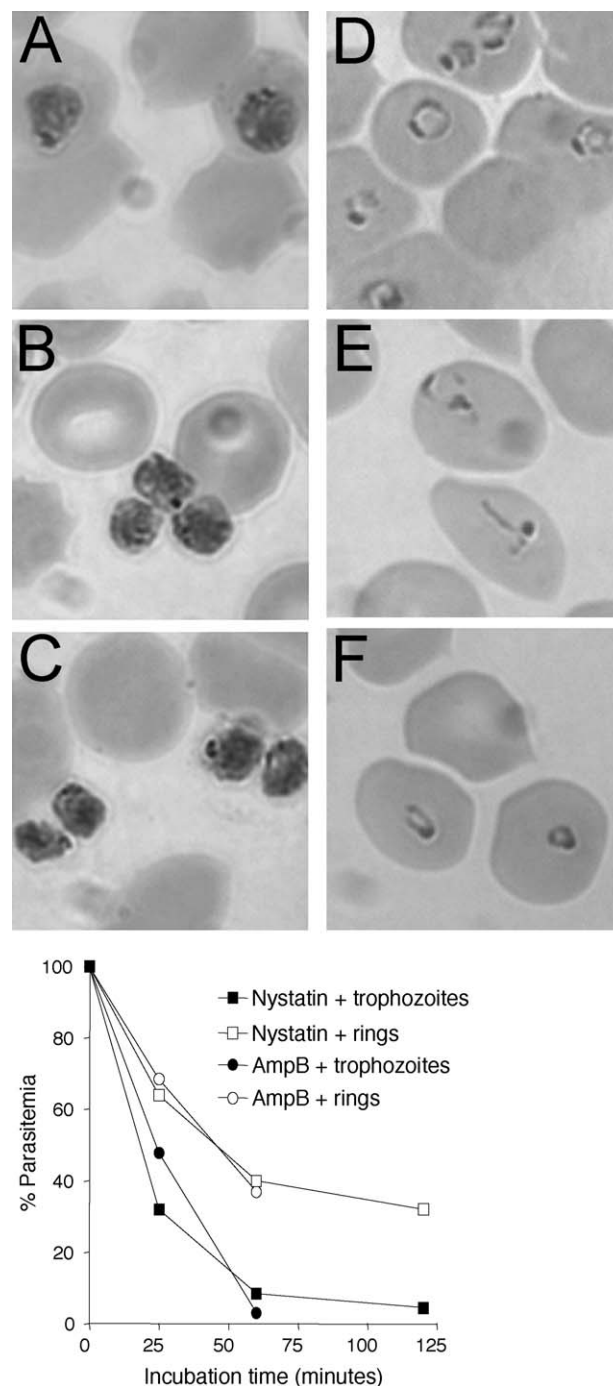 A
D
B
E
C
F
100
80
60
40
20
0
% Parasitemia
Nystatin + trophozoites
Nystatin + rings
AmpB + trophozoites
AmpB + rings
0 25 50 75 100 125
Incubation time (minutes)